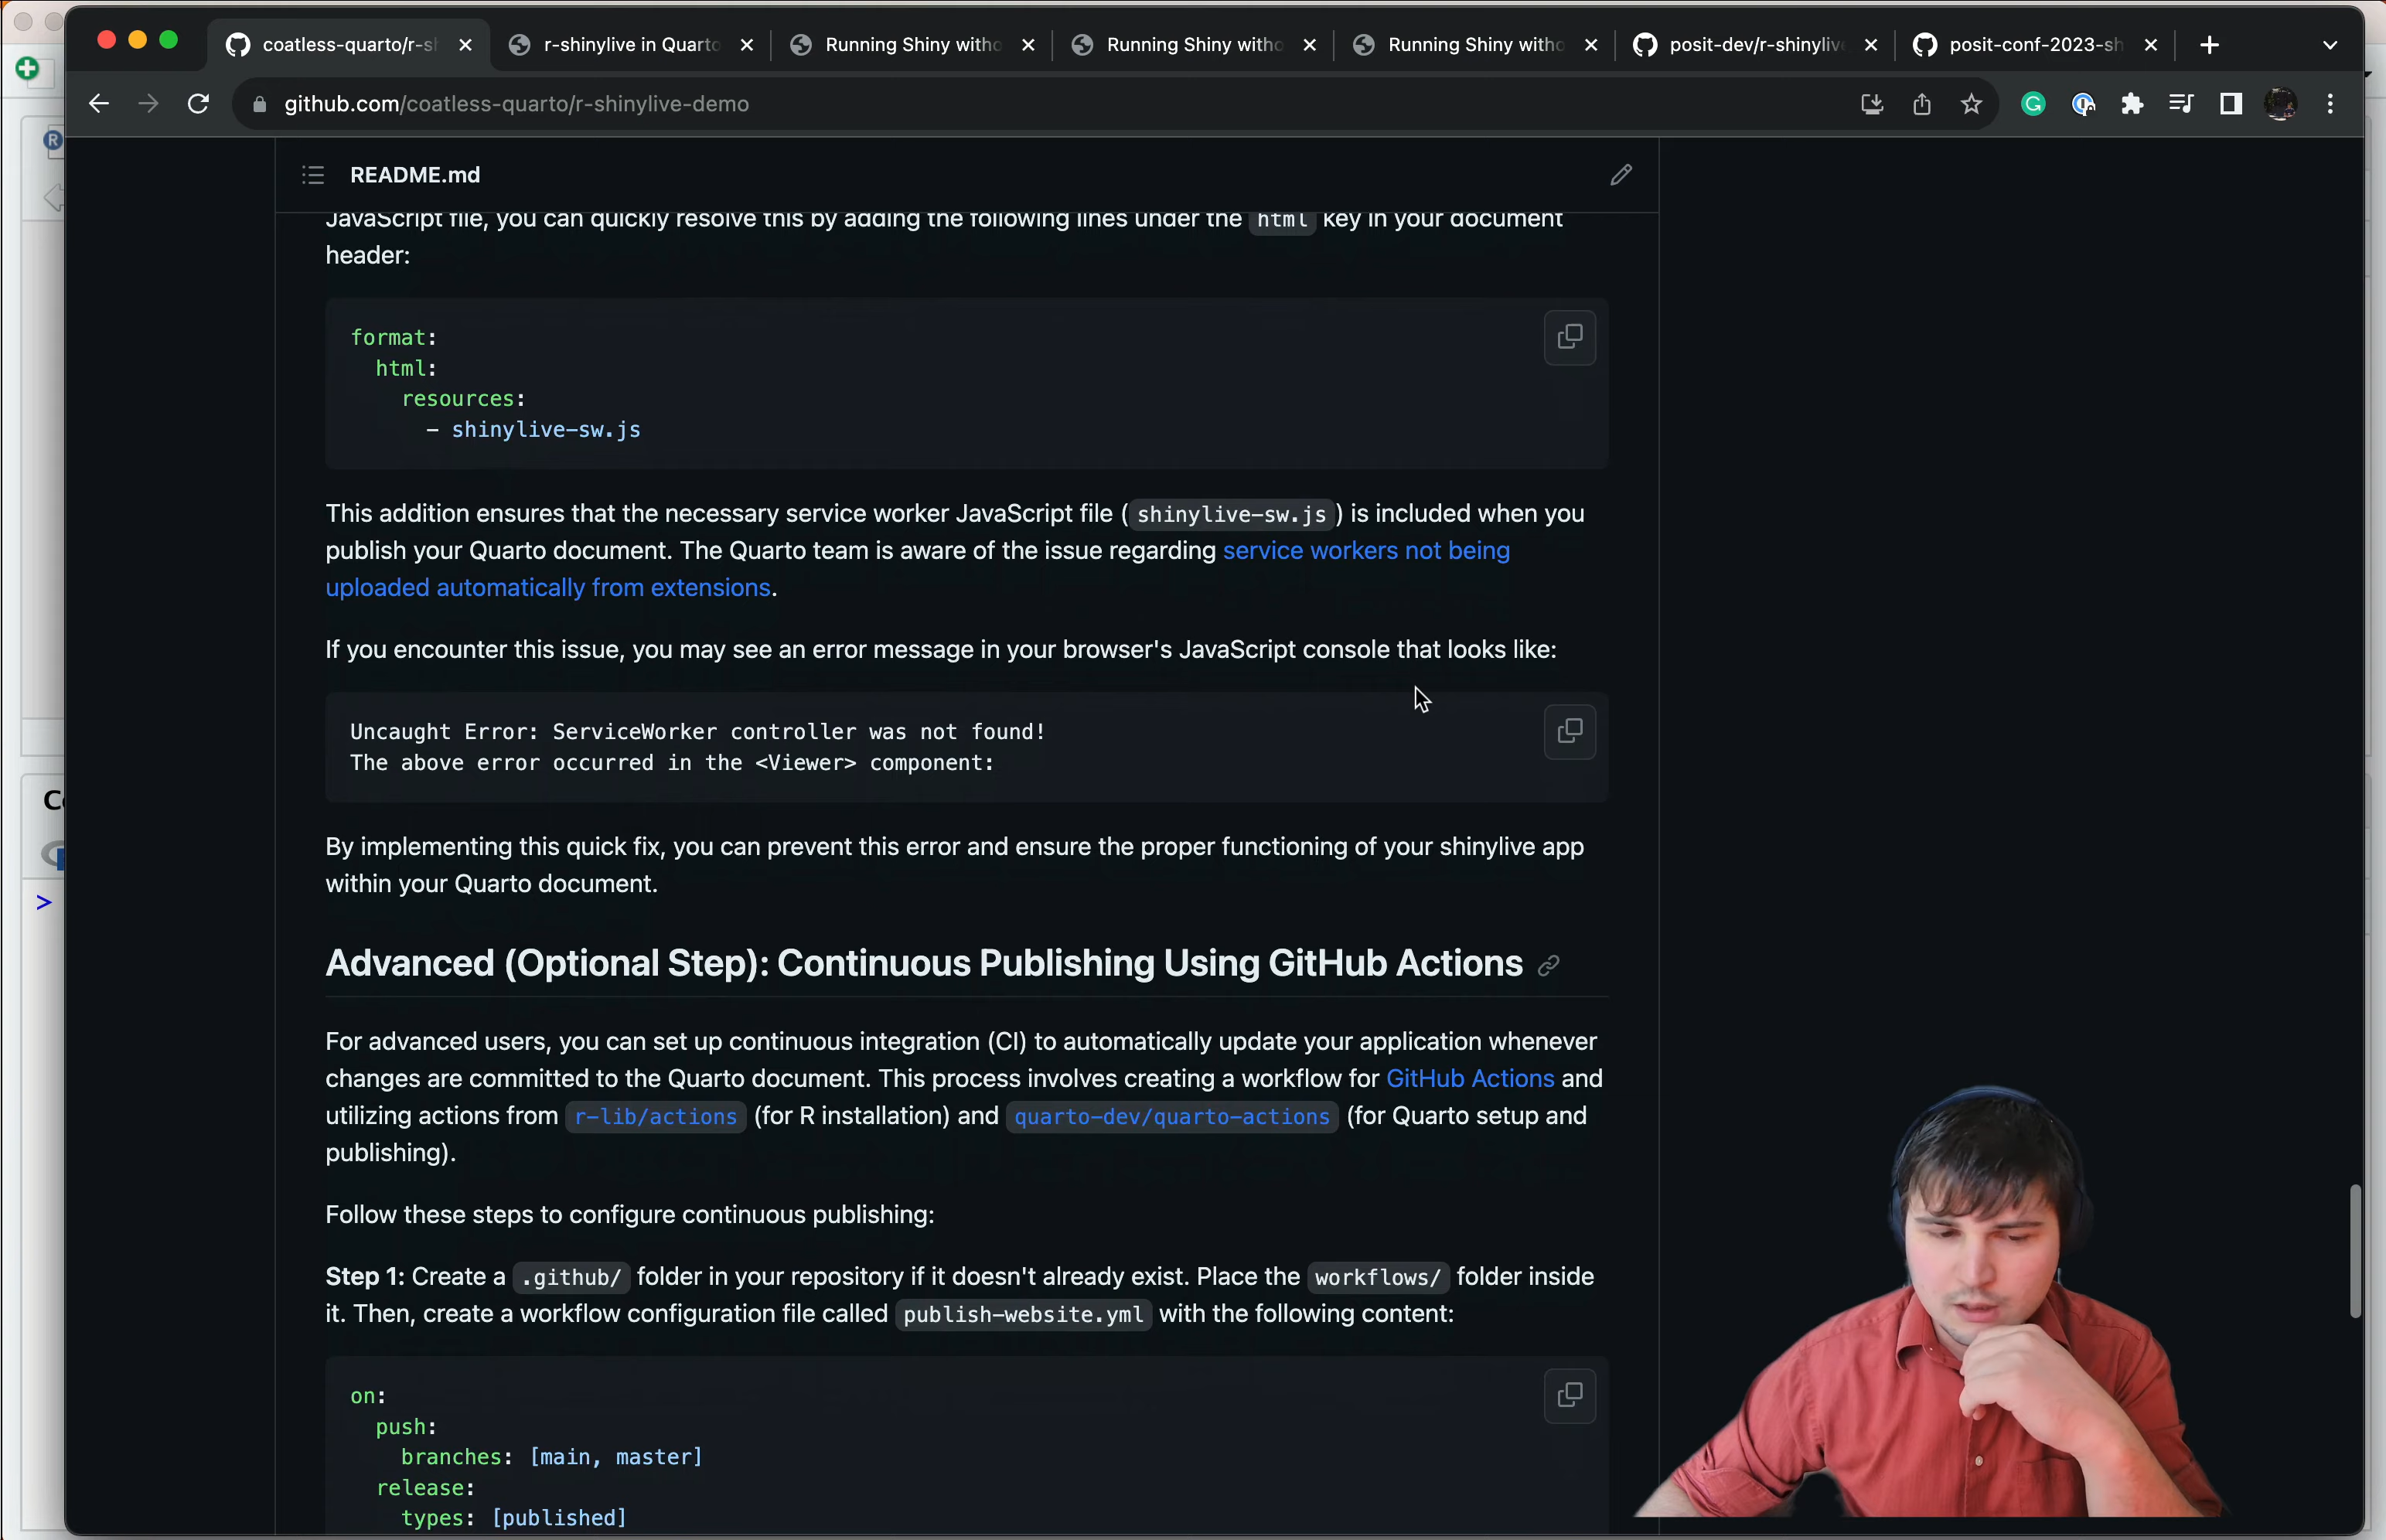 coatless-quarto/r-sh
r-shinylive in Quarto
Running Shiny witho
Running Shiny witho
Running Shiny witho
posit-dev/r-shinylive
posit-conf-2023-sh
github.com/coatless-quarto/r-shinylive-demo
README.md
JavaScript file, you can quickly resolve this by adding the following lines under the html key in your document
header:
format:
html:
resources:
- shinylive-sw.js
This addition ensures that the necessary service worker JavaScript file ( shinylive-sw.js ) is included when you
publish your Quarto document. The Quarto team is aware of the issue regarding service workers not being
uploaded automatically from extensions.
If you encounter this issue, you may see an error message in your browser's JavaScript console that looks like:
Uncaught Error: ServiceWorker controller was not found!
The above error occurred in the <Viewer> component:
By implementing this quick fix, you can prevent this error and ensure the proper functioning of your shinylive app
within your Quarto document.
Advanced (Optional Step): Continuous Publishing Using GitHub Actions
For advanced users, you can set up continuous integration (CI) to automatically update your application whenever
changes are committed to the Quarto document. This process involves creating a workflow for GitHub Actions and
utilizing actions from r-lib/actions (for R installation) and quarto-dev/quarto-actions (for Quarto setup and
publishing).
Follow these steps to configure continuous publishing:
Step 1: Create a .github/ folder in your repository if it doesn't already exist. Place the workflows/ folder inside
it. Then, create a workflow configuration file called publish-website.yml with the following content:
on:
push:
branches: [main, master]
release:
types: [published]
R
Co
>